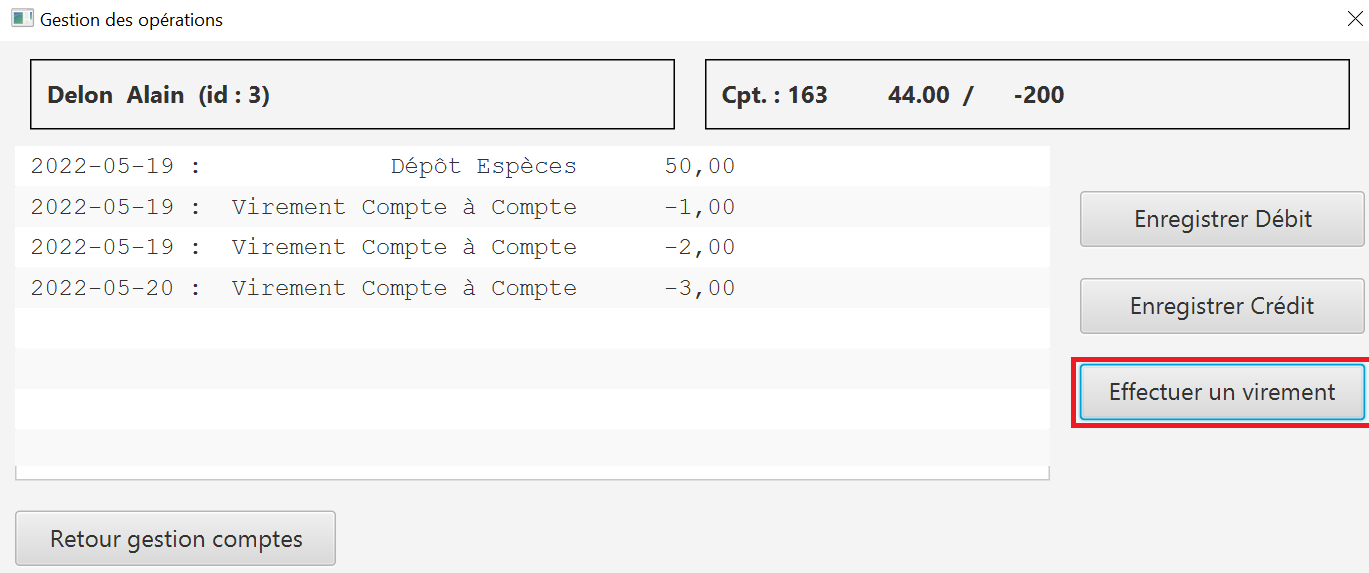 Gestion des opérations
Delon Alain (id : 3)
Cpt. : 163 44.00 / -200
2022-05-19 : Dépôt Espèces 50,00
2022-05-19 : Virement Compte à Compte -1,00
2022-05-19 : Virement Compte à Compte -2,00
2022-05-20 : Virement Compte à Compte -3,00
Enregistrer Débit
Enregistrer Crédit
Effectuer un virement
Retour gestion comptes